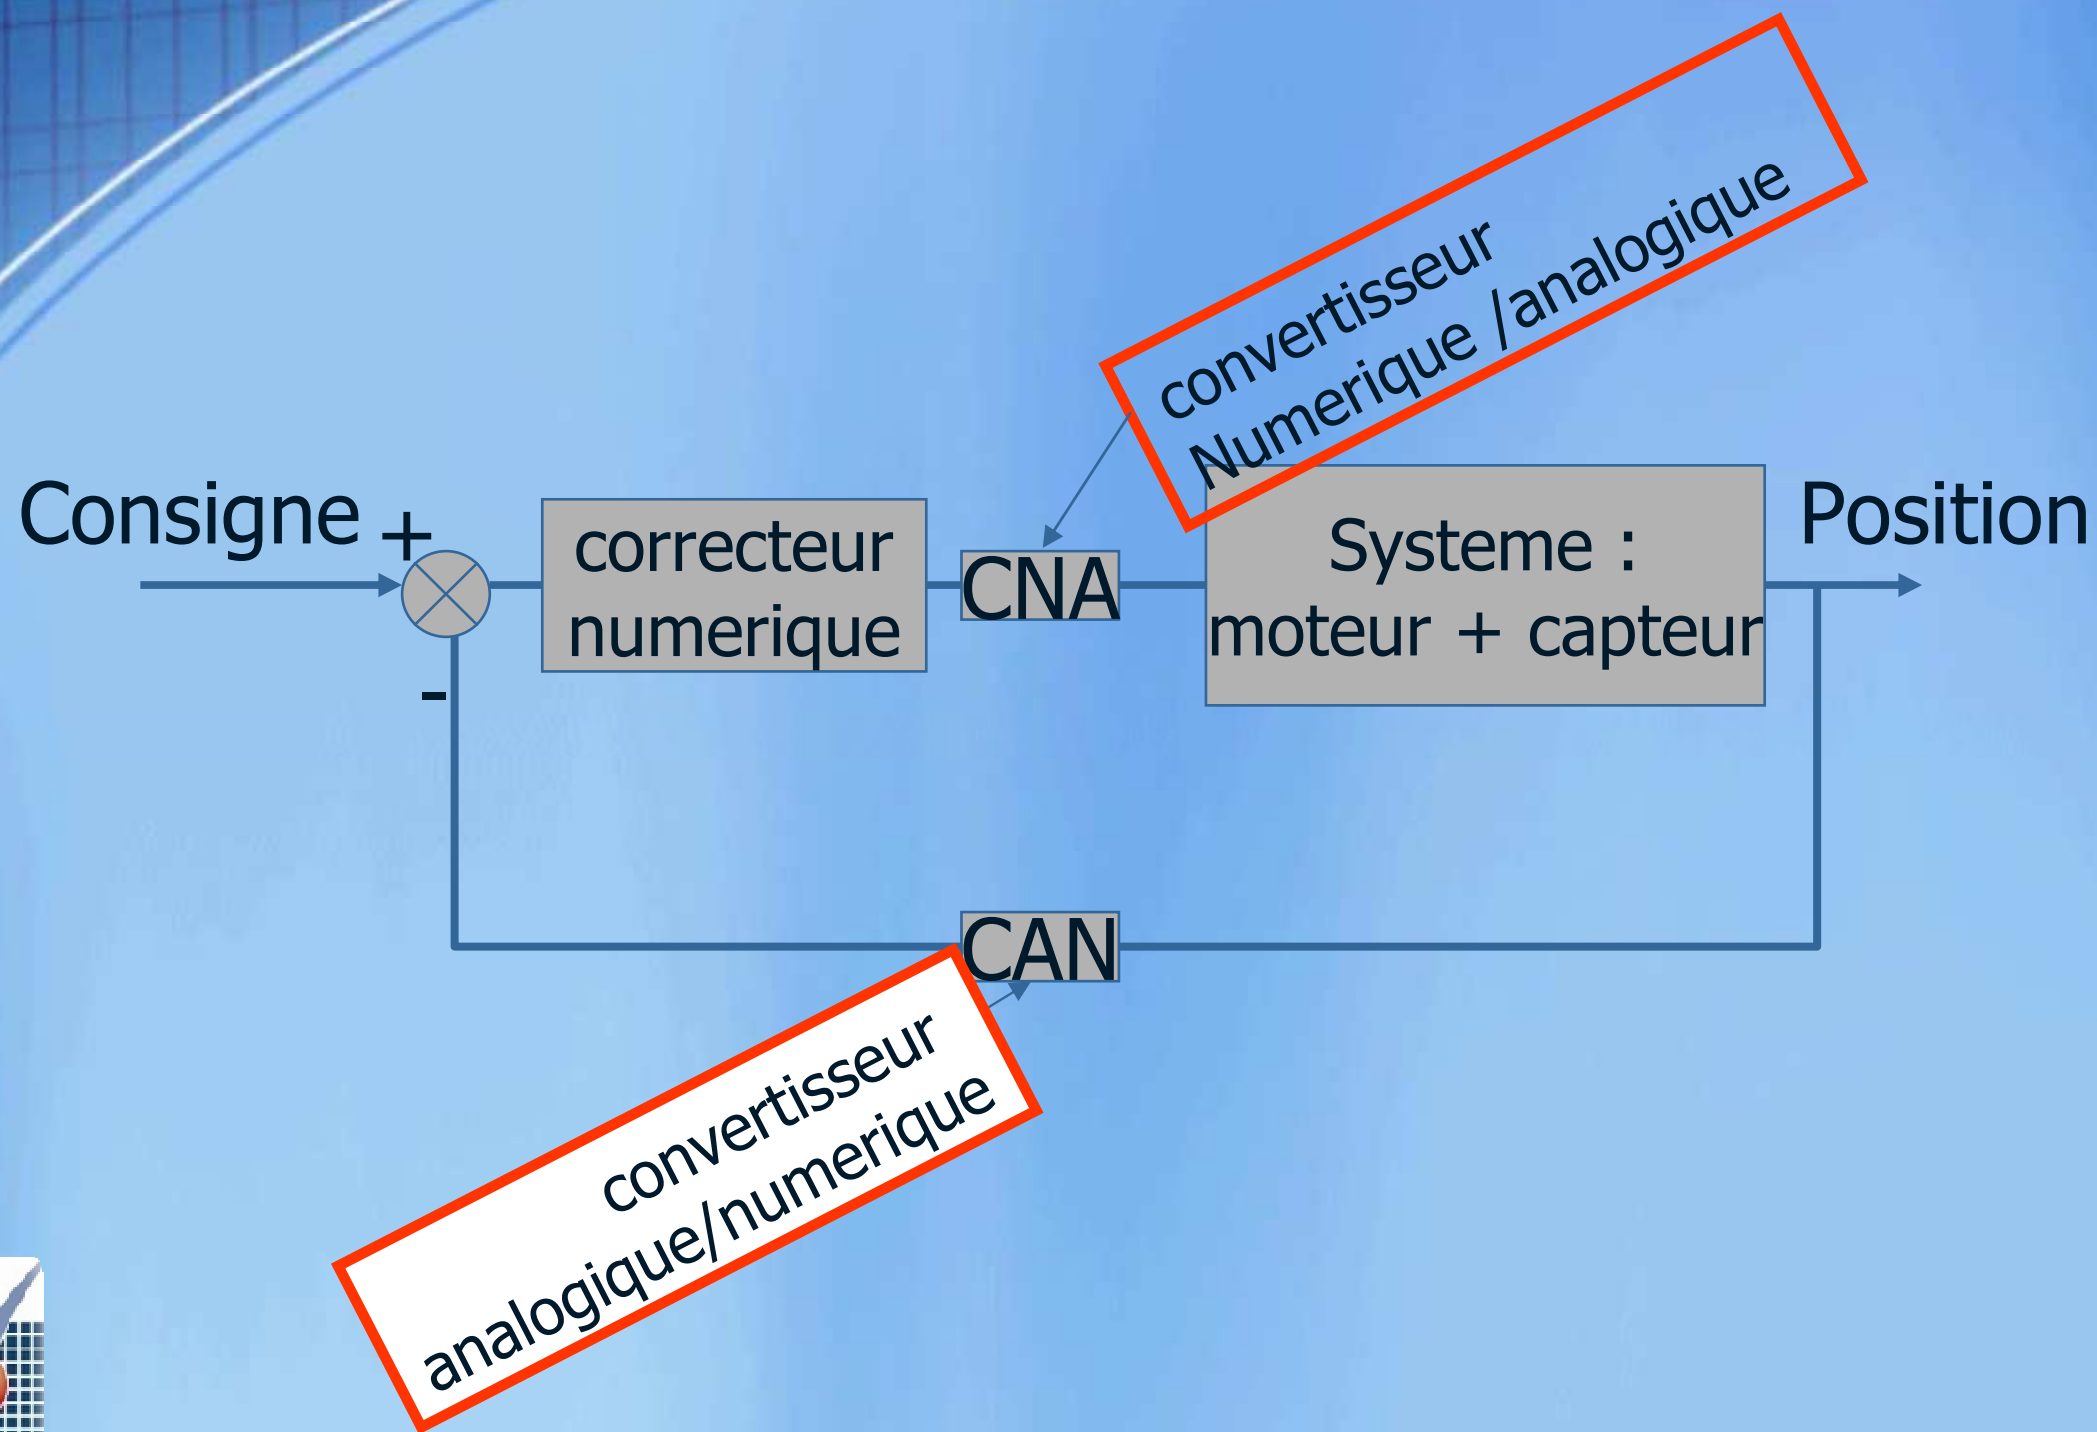 convertisseur
Numerique /analogique
Consigne
+
correcteur
numerique
CNA
Systeme :
moteur + capteur
Position
-
CAN
convertisseur
analogique/numerique